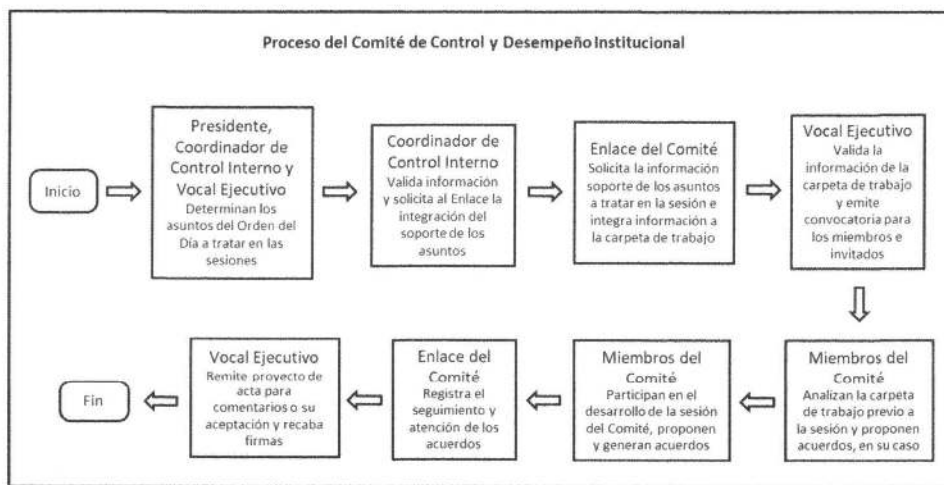 Proceso del Comité de Control y Desempeño Institucional
Inicio
Presidente,
Coordinador de
Control Interno y
Vocal Ejecutivo
Determinan los
asuntos del Orden del
Día a tratar en las
sesiones
Coordinador de
Control Interno
Valida información
y solicita al Enlace la
integración del
soporte de los
asuntos
Enlace del Comité
Solicita la información
soporte de los asuntos
a tratar en la sesión e
integra información a
la carpeta de trabajo
Vocal Ejecutivo
Valida la
información de la
carpeta de trabajo
y emite
convocatoria para
los miembros e
invitados
Miembros del
Comité
Analizan la carpeta
de trabajo previo a
la sesión y proponen
acuerdos, en su caso
Miembros del
Comité
Participan en el
desarrollo de la sesión
del Comité, proponen
y generan acuerdos
Enlace del
Comité
Registra el
seguimiento y
atención de los
acuerdos
Vocal Ejecutivo
Remite proyecto de
acta para
comentarios o su
aceptación y recaba
firmas
Fin